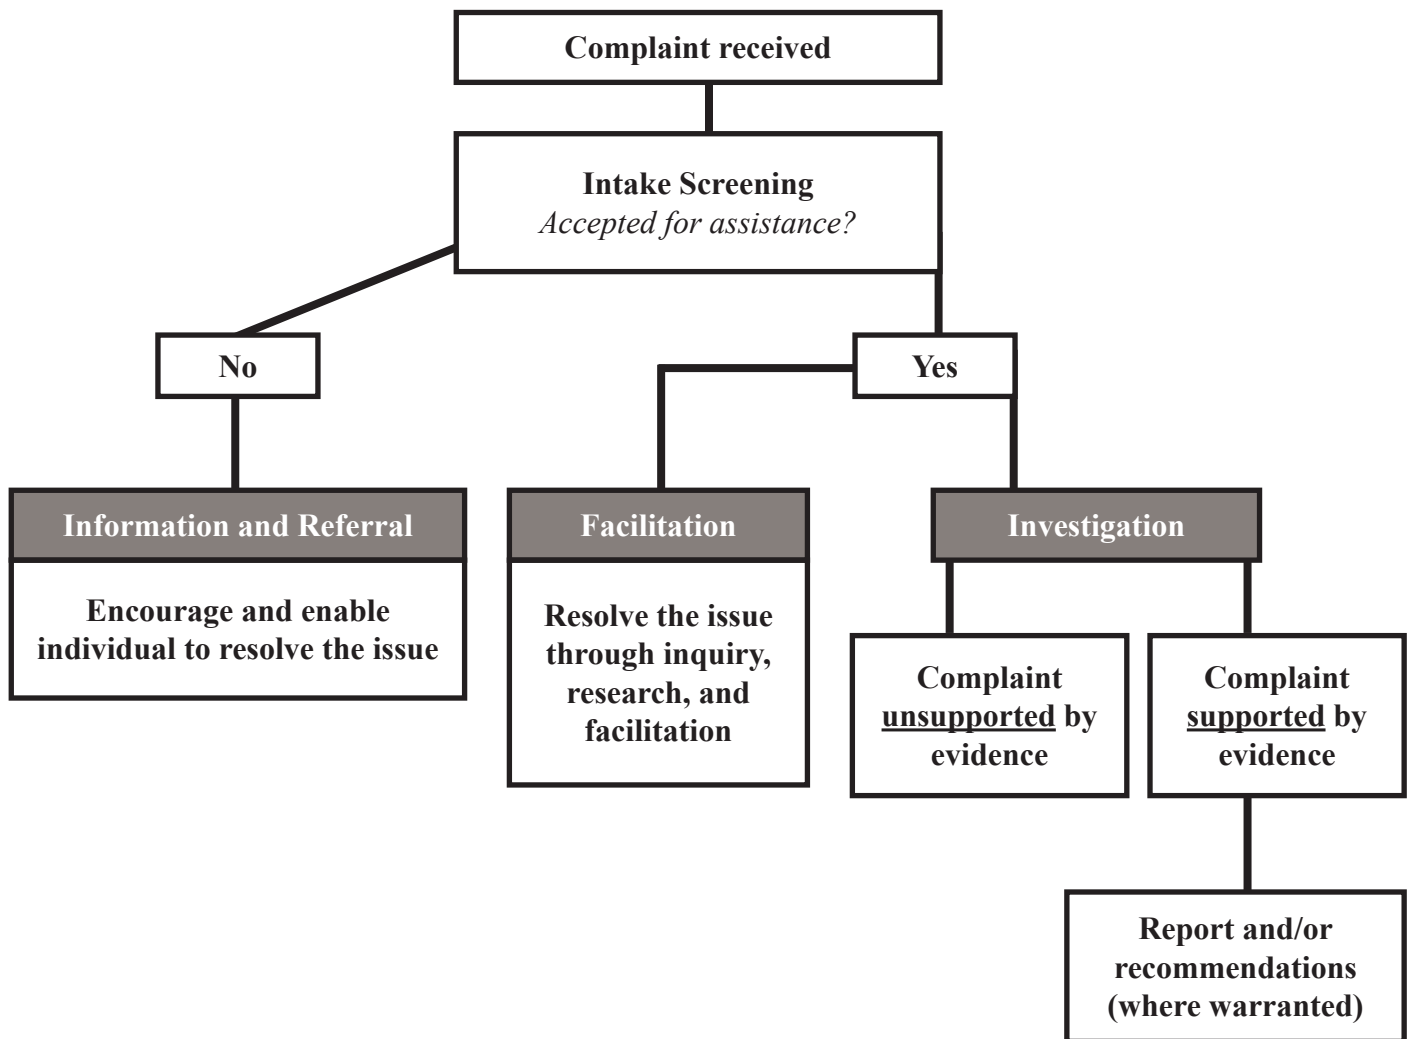 Complaint received
Intake Screening
Accepted for assistance?
No
Yes
Information and Referral
Encourage and enable
individual to resolve the issue
Facilitation
Resolve the issue
through inquiry,
research, and
facilitation
Investigation
Complaint
unsupported by
evidence
Complaint
supported by
evidence
Report and/or
recommendations
(where warranted)